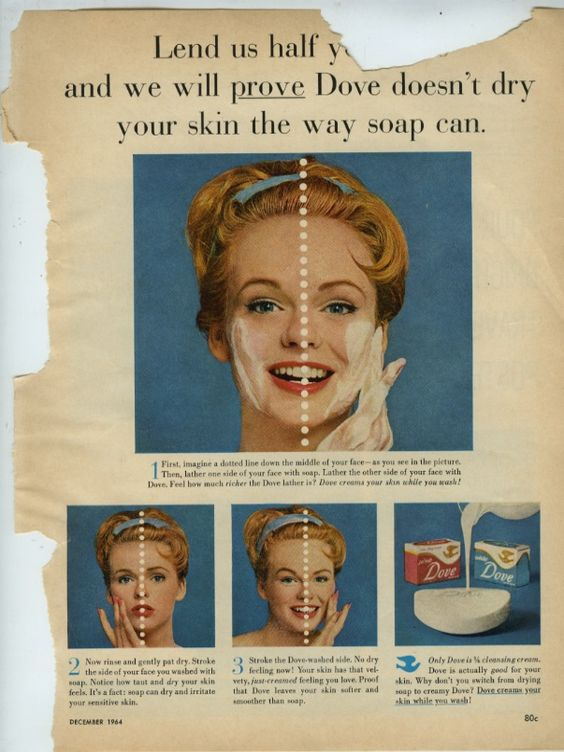 Lend us half
and we will prove Dove doesn't dry
your skin the way soap can.
1 First, imagine a dotted line down the middle of your face—as you see in the picture.
Then, lather one side of your face with soap. Lather the other side of your face with
Dove. Feel how much richer the Dove lather is? Dove creams your skin while you wash!
pink
Dove
white
Dove
2 Now rinse and gently pat dry. Stroke
the side of your face you washed with
soap. Notice how taut and dry your skin
feels. It's a fact: soap can dry and irritate
your sensitive skin.
3 Stroke the Dove-washed side. No dry
feeling now! Your skin has that vel-
vety, just-creamed feeling you love. Proof
that Dove leaves your skin softer and
smoother than soap.
Only Dove is ¼ cleansing cream.
Dove is actually good for your
skin. Why don't you switch from drying
soap to creamy Dove? Dove creams your
skin while you wash!
DECEMBER 1964
80c